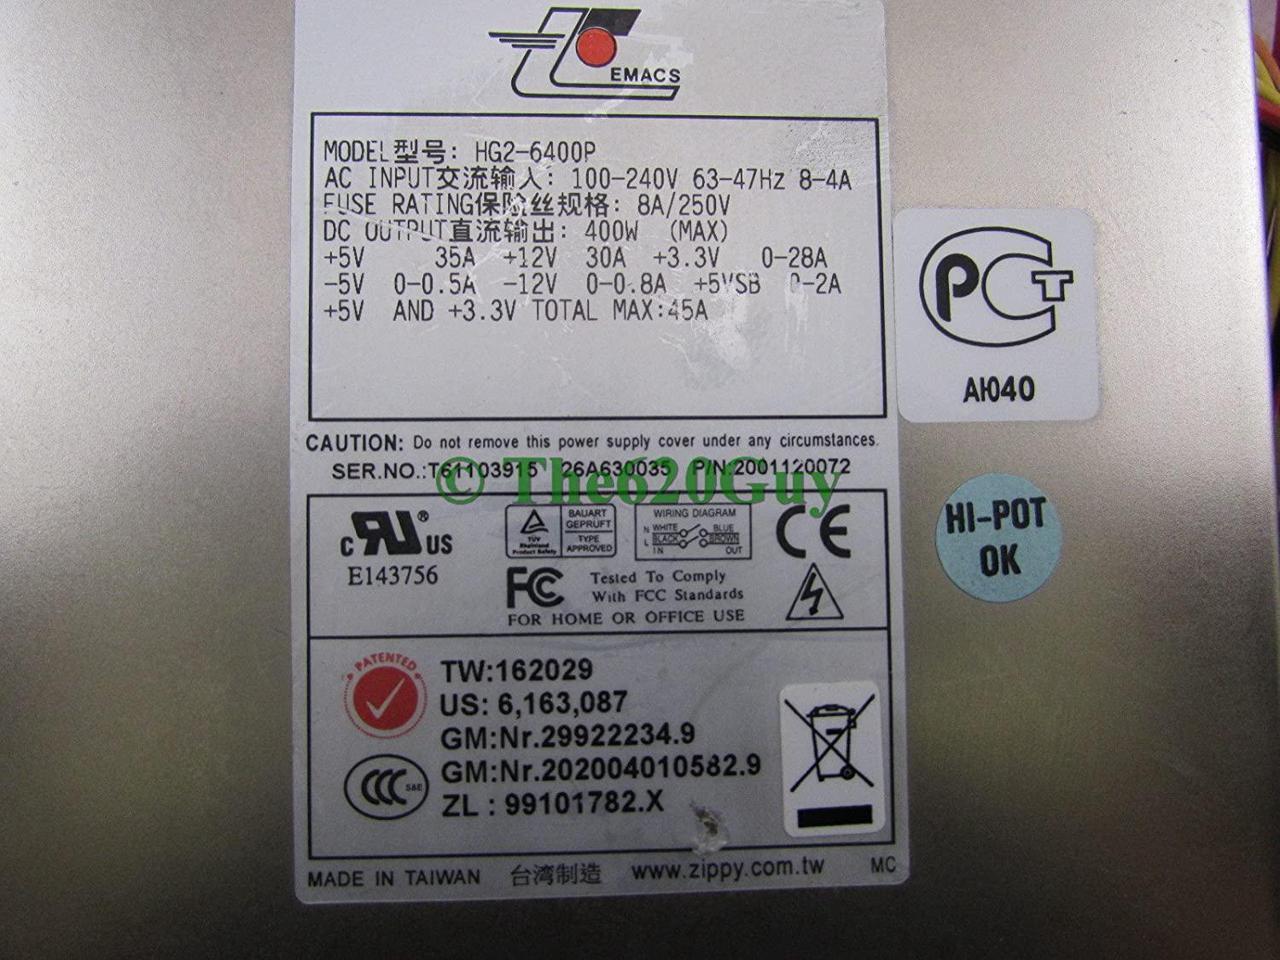 EMACS
MODEL型号: HG2-6400P
AC INPUT交流输入: 100-240V 63-47Hz 8-4A
FUSE RATING保险丝规格: 8A/250V
DC OUTPUT直流输出: 400W (MAX)
+5V 35A +12V 30A +3.3V 0-28A
-5V 0-0.5A -12V 0-0.8A +5VSB 0-2A
+5V AND +3.3V TOTAL MAX:45A
PCT
АЮ40
CAUTION: Do not remove this power supply cover under any circumstances.
SER.NO.:T61103915 26A630035 P/N:2001120072
© The620Guy
HI-POT
OK
c RU® US
E143756
TÜV
Rheinland
Product Safety
BAUART
GEPRÜFT
TYPE
APPROVED
WIRING DIAGRAM
N WHITE BLUE
L BLACK BROWN
IN OUT
CE
FC Tested To Comply
With FCC Standards
FOR HOME OR OFFICE USE
PATENTED
TW:162029
US: 6,163,087
GM:Nr.29922234.9
GM:Nr.202004010582.9
ZL : 99101782.X
CCC S&E
MADE IN TAIWAN 台湾制造 www.zippy.com.tw MC